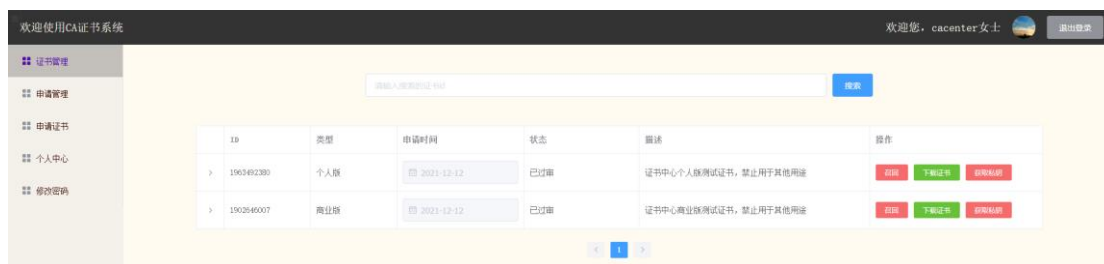 欢迎使用CA证书系统
欢迎您，cacenter女士
退出登录
证书管理
申请管理
申请证书
个人中心
修改密码
请输入搜索的证书id
搜索
ID 类型 申请时间 状态 描述 操作
1963492380 个人版 2021-12-12 已过审 证书中心个人版测试证书，禁止用于其他用途 召回 下载证书 获取私钥
1902646007 商业版 2021-12-12 已过审 证书中心商业版测试证书，禁止用于其他用途 召回 下载证书 获取私钥
1